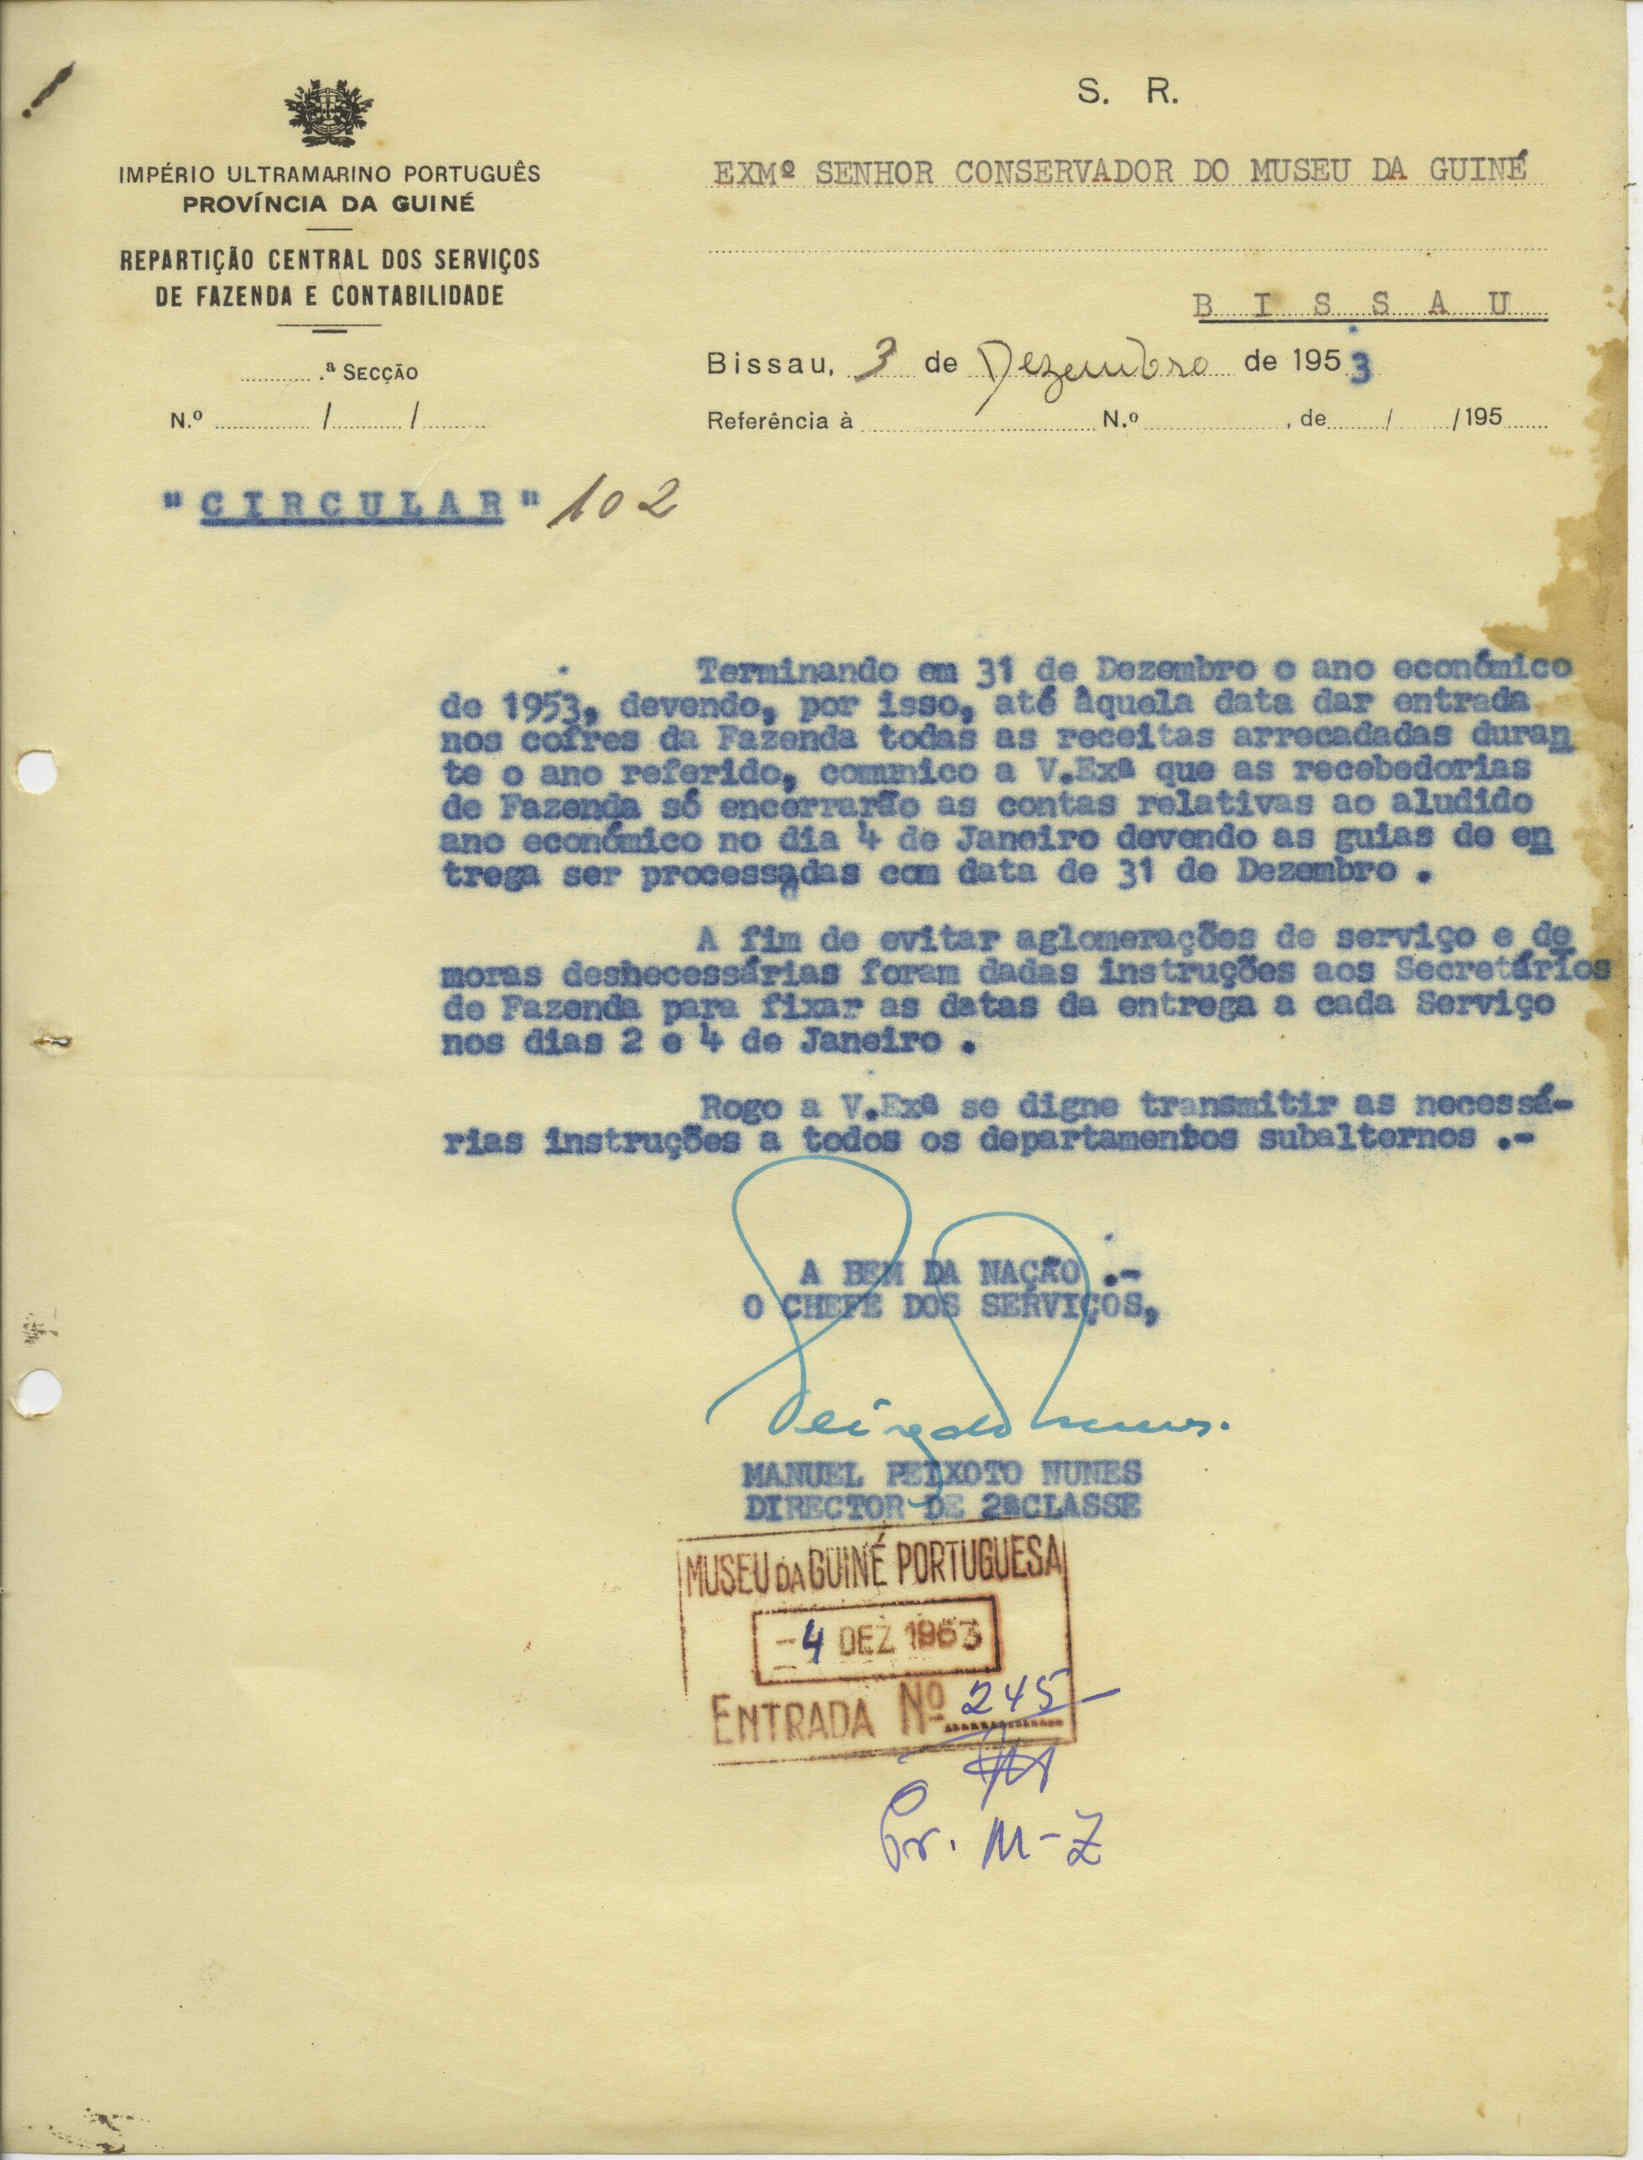 S. R.
IMPÉRIO ULTRAMARINO PORTUGUÊS
PROVÍNCIA DA GUINÉ
REPARTIÇÃO CENTRAL DOS SERVIÇOS
DE FAZENDA E CONTABILIDADE
.ª SECÇÃO
N.º / /
EXMº SENHOR CONSERVADOR DO MUSEU DA GUINÉ
B I S S A U
Bissau, 3 de Dezembro de 1953
Referência à N.º , de / /195
"C I R C U L A R" 102
Terminando em 31 de Dezembro o ano económico
de 1953, devendo, por isso, até àquela data dar entrada
nos cofres da Fazenda todas as receitas arrecadadas duran
te o ano referido, comunico a V.Exª que as recebedorias
de Fazenda só encerrarão as contas relativas ao aludido
ano económico no dia 4 de Janeiro devendo as guias de en
trega ser processadas com data de 31 de Dezembro .
A fim de evitar aglomerações de serviço e de
moras deshecessárias foram dadas instruções aos Secretários
de Fazenda para fixar as datas da entrega a cada Serviço
nos dias 2 e 4 de Janeiro .
Rogo a V.Exª se digne transmitir as necessá-
rias instruções a todos os departamentos subalternos .-
A BEM DA NAÇÃO .-
O CHEFE DOS SERVIÇOS,
MANUEL PEIXOTO NUNES
DIRECTOR DE 2ªCLASSE
MUSEU DA GUINÉ PORTUGUESA
-4 DEZ 1953
ENTRADA Nº 245
Pr. M-Z